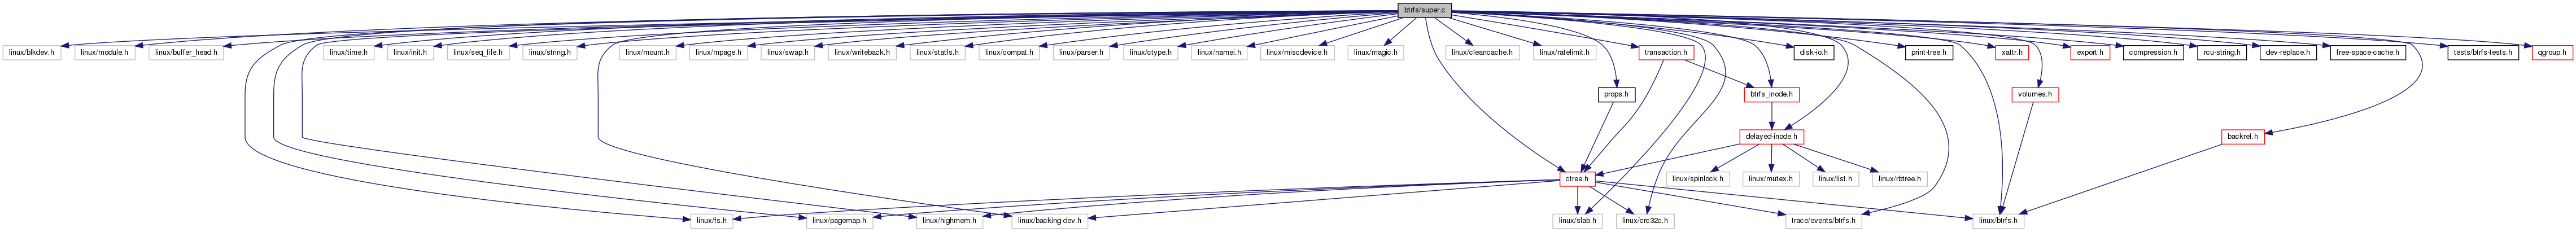 btrfs/super.c
linux/blkdev.h
linux/module.h
linux/buffer_head.h
linux/time.h
linux/init.h
linux/seq_file.h
linux/string.h
linux/mount.h
linux/mpage.h
linux/swap.h
linux/writeback.h
linux/statfs.h
linux/compat.h
linux/parser.h
linux/ctype.h
linux/namei.h
linux/miscdevice.h
linux/magic.h
linux/cleancache.h
linux/ratelimit.h
transaction.h
disk-io.h
print-tree.h
xattr.h
export.h
compression.h
rcu-string.h
dev-replace.h
free-space-cache.h
tests/btrfs-tests.h
qgroup.h
props.h
btrfs_inode.h
volumes.h
delayed-inode.h
backref.h
ctree.h
linux/spinlock.h
linux/mutex.h
linux/list.h
linux/rbtree.h
linux/fs.h
linux/pagemap.h
linux/highmem.h
linux/backing-dev.h
linux/slab.h
linux/crc32c.h
trace/events/btrfs.h
linux/btrfs.h